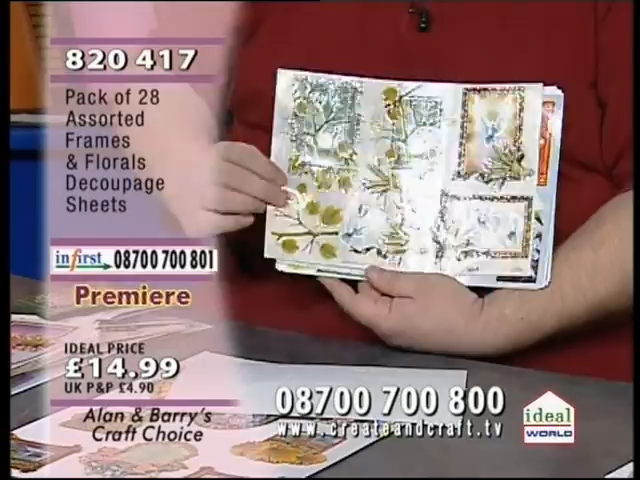 820 417
Pack of 28
Assorted
Frames
& Florals
Decoupage
Sheets
infirst 08700 700 801
Premiere
IDEAL PRICE
£14.99
UK P&P £4.90
Alan & Barry's
Craft Choice
08700 700 800
www.createandcraft.tv
ideal
WORLD